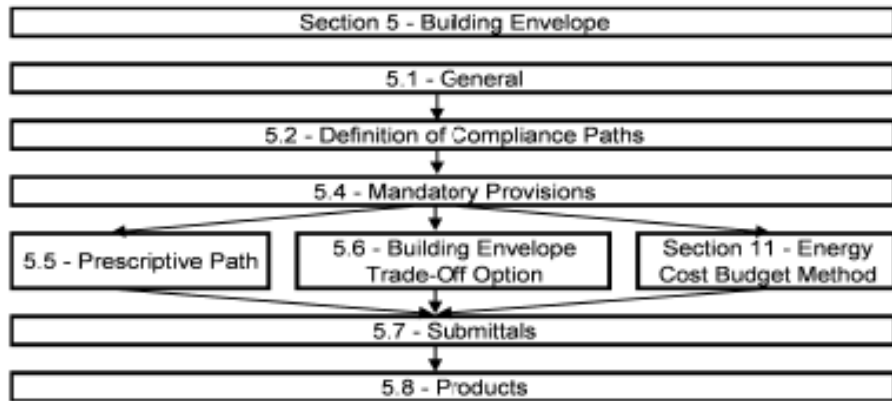 Section 5 - Building Envelope
5.1 - General
5.2 - Definition of Compliance Paths
5.4 - Mandatory Provisions
5.5 - Prescriptive Path
5.6 - Building Envelope
Trade-Off Option
Section 11 - Energy
Cost Budget Method
5.7 - Submittals
5.8 - Products